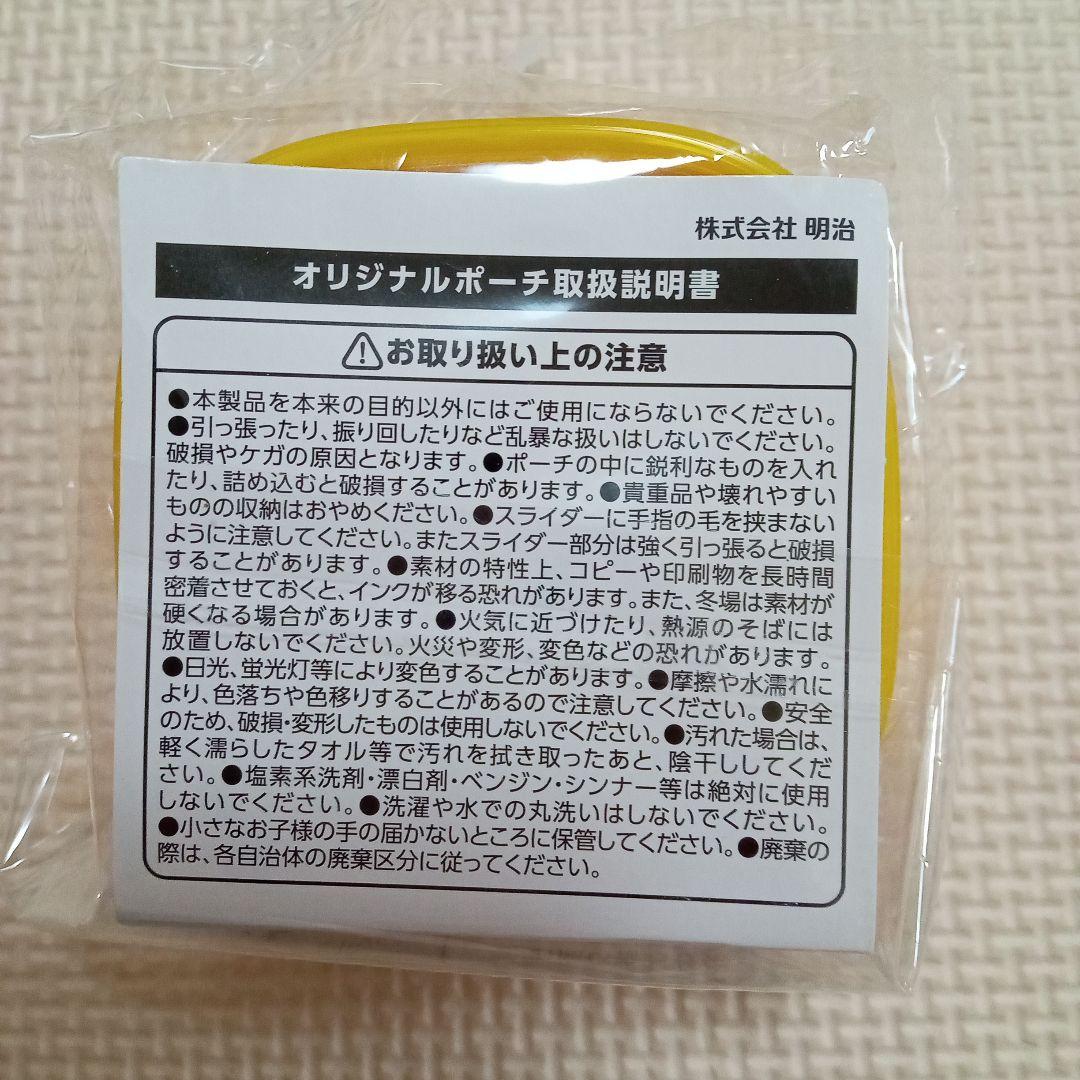 株式会社 明治
オリジナルポーチ取扱説明書
お取り扱い上の注意
●本製品を本来の目的以外にはご使用にならないでください。
●引っ張ったり、振り回したりなど乱暴な扱いはしないでください。
破損やケガの原因となります。●ポーチの中に鋭利なものを入れ
たり、詰め込むと破損することがあります。●貴重品や壊れやすい
ものの収納はおやめください。●スライダーに手指の毛を挟まない
ように注意してください。またスライダー部分は強く引っ張ると破損
することがあります。●素材の特性上、コピーや印刷物を長時間
密着させておくと、インクが移る恐れがあります。また、冬場は素材が
硬くなる場合があります。●火気に近づけたり、熱源のそばには
放置しないでください。火災や変形、変色などの恐れがあります。
●日光、蛍光灯等により変色することがあります。●摩擦や水濡れに
より、色落ちや色移りすることがあるので注意してください。●安全
のため、破損・変形したものは使用しないでください。●汚れた場合は、
軽く濡らしたタオル等で汚れを拭き取ったあと、陰干ししてくだ
さい。●塩素系洗剤・漂白剤・ベンジン・シンナー等は絶対に使用
しないでください。●洗濯や水での丸洗いはしないでください。
●小さなお子様の手の届かないところに保管してください。●廃棄の
際は、各自治体の廃棄区分に従ってください。